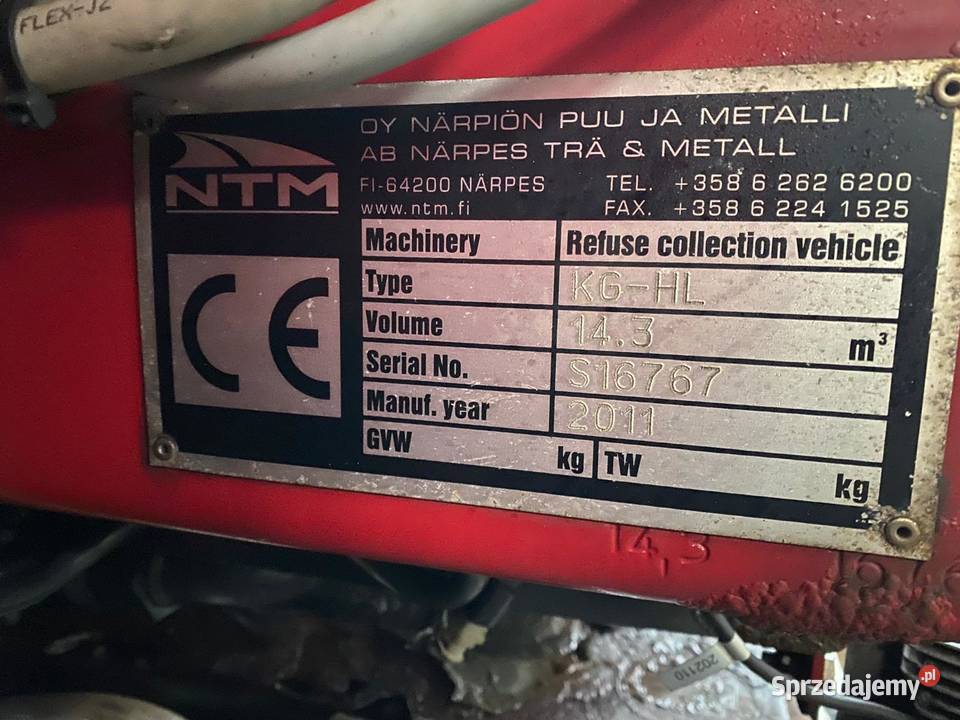 FLEX-J2
OY NÄRPIÖN PUU JA METALLI
AB NÄRPES TRÄ & METALL
NTM
FI-64200 NÄRPES TEL. +358 6 262 6200
www.ntm.fi FAX. +358 6 224 1525
CE
Machinery Refuse collection vehicle
Type KG-HL
Volume 14.3 m³
Serial No. S16767
Manuf. year 2011
GVW kg TW kg
14,3
20210
Sprzedajemy.pl